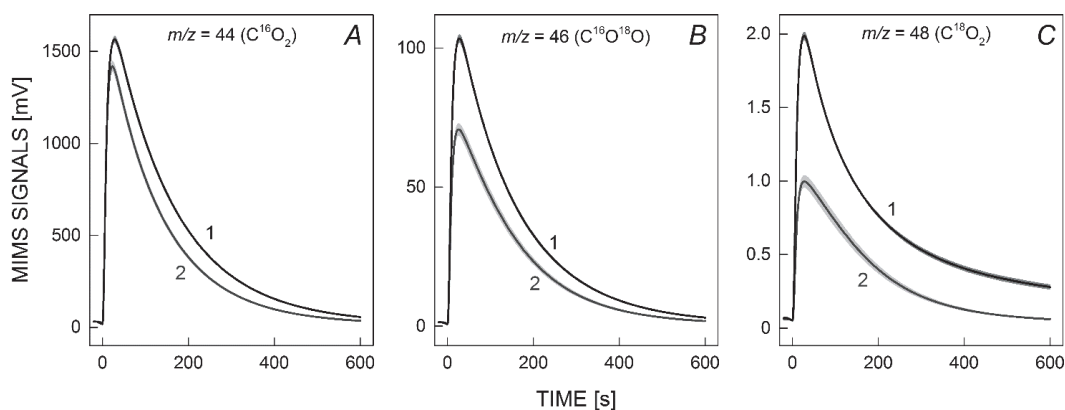 m/z = 44 (C¹⁶O₂) A
m/z = 46 (C¹⁶O¹⁸O) B
m/z = 48 (C¹⁸O₂) C
MIMS SIGNALS [mV]
1500
1000
500
0
1
2
0 200 400 600
100
50
0
1
2
0 200 400 600
2.0
1.5
1.0
0.5
0
1
2
0 200 400 600
TIME [s]